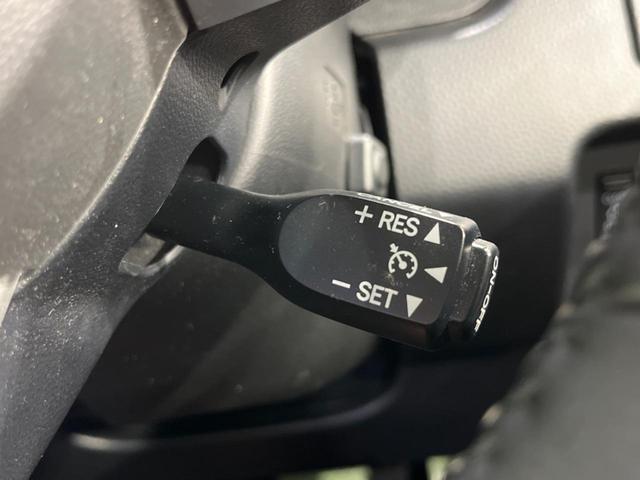 + RES ▲
◀
− SET ▼
ON/OFF